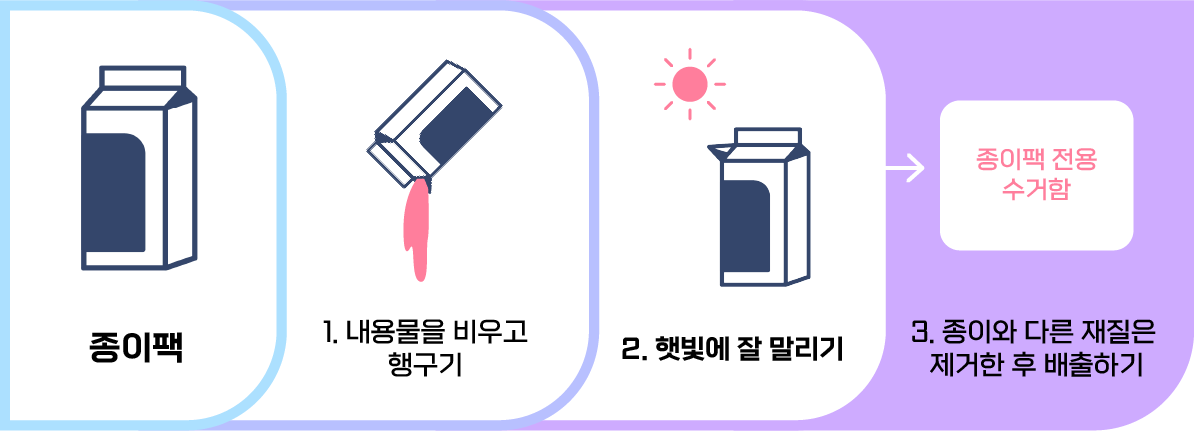 종이팩
1. 내용물을 비우고
행구기
2. 햇빛에 잘 말리기
종이팩 전용
수거함
3. 종이와 다른 재질은
제거한 후 배출하기